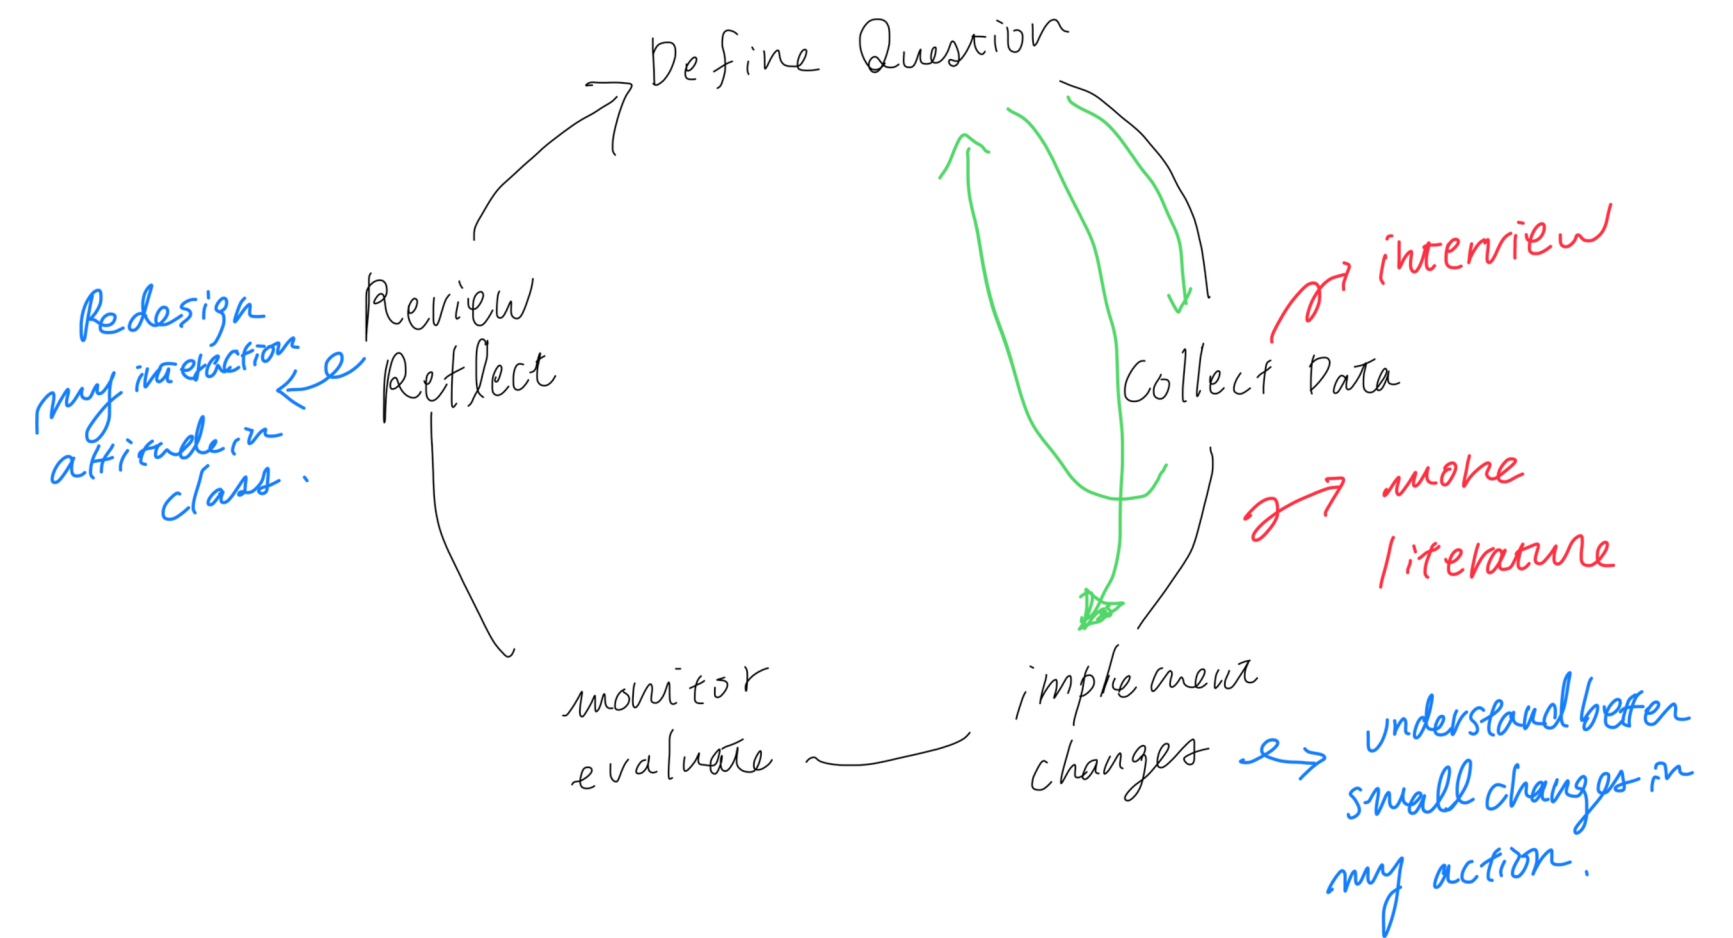 Define Question
interview
Collect Data
more
literature
implement
changes
understand better
small changes in
my action.
monitor
evaluate
Review
Reflect
Redesign
my interaction
attitude in
class.